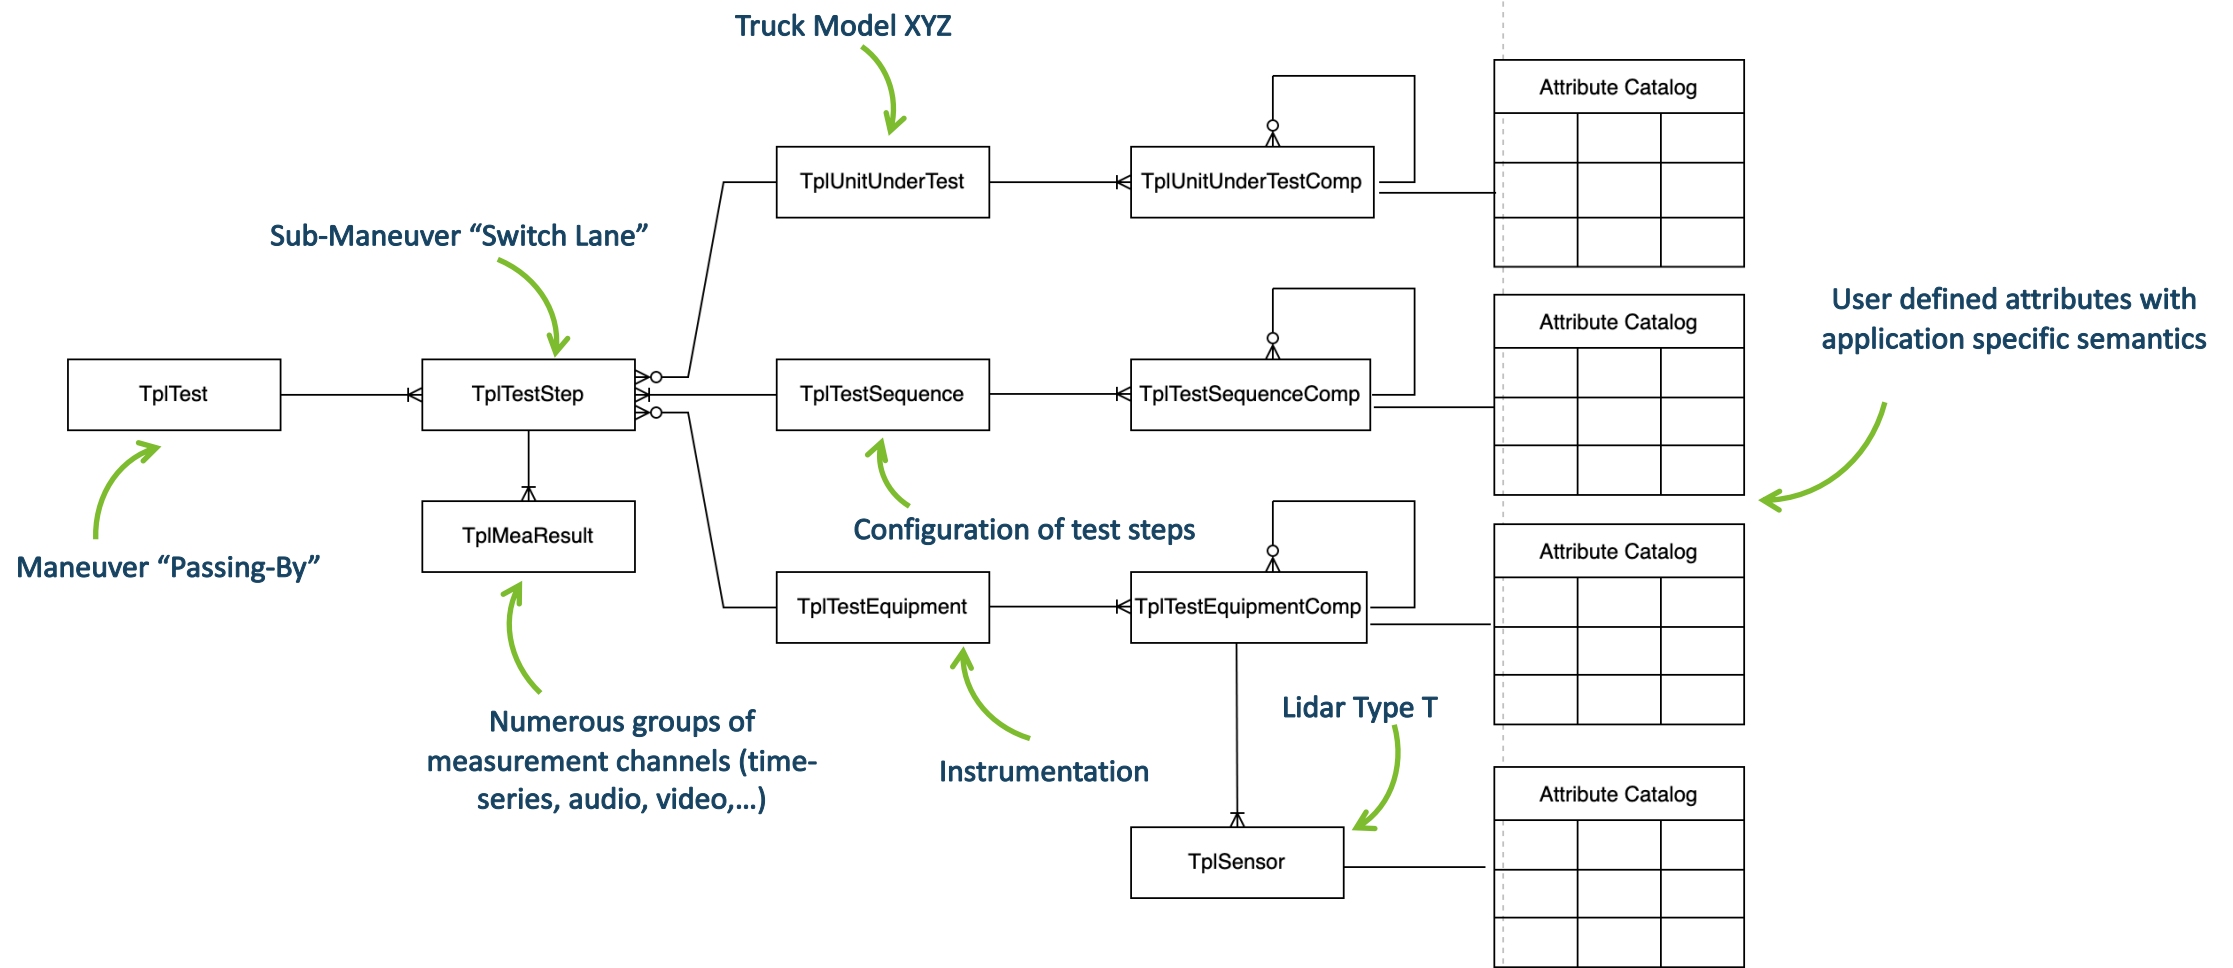 Truck Model XYZ
Attribute Catalog
TplUnitUnderTest
TplUnitUnderTestComp
Sub-Maneuver “Switch Lane”
User defined attributes with
application specific semantics
Attribute Catalog
TplTest
TplTestStep
TplTestSequence
TplTestSequenceComp
Configuration of test steps
TplMeaResult
Maneuver “Passing-By”
Attribute Catalog
TplTestEquipment
TplTestEquipmentComp
Numerous groups of
measurement channels (time-
series, audio, video,...)
Instrumentation
Lidar Type T
Attribute Catalog
TplSensor